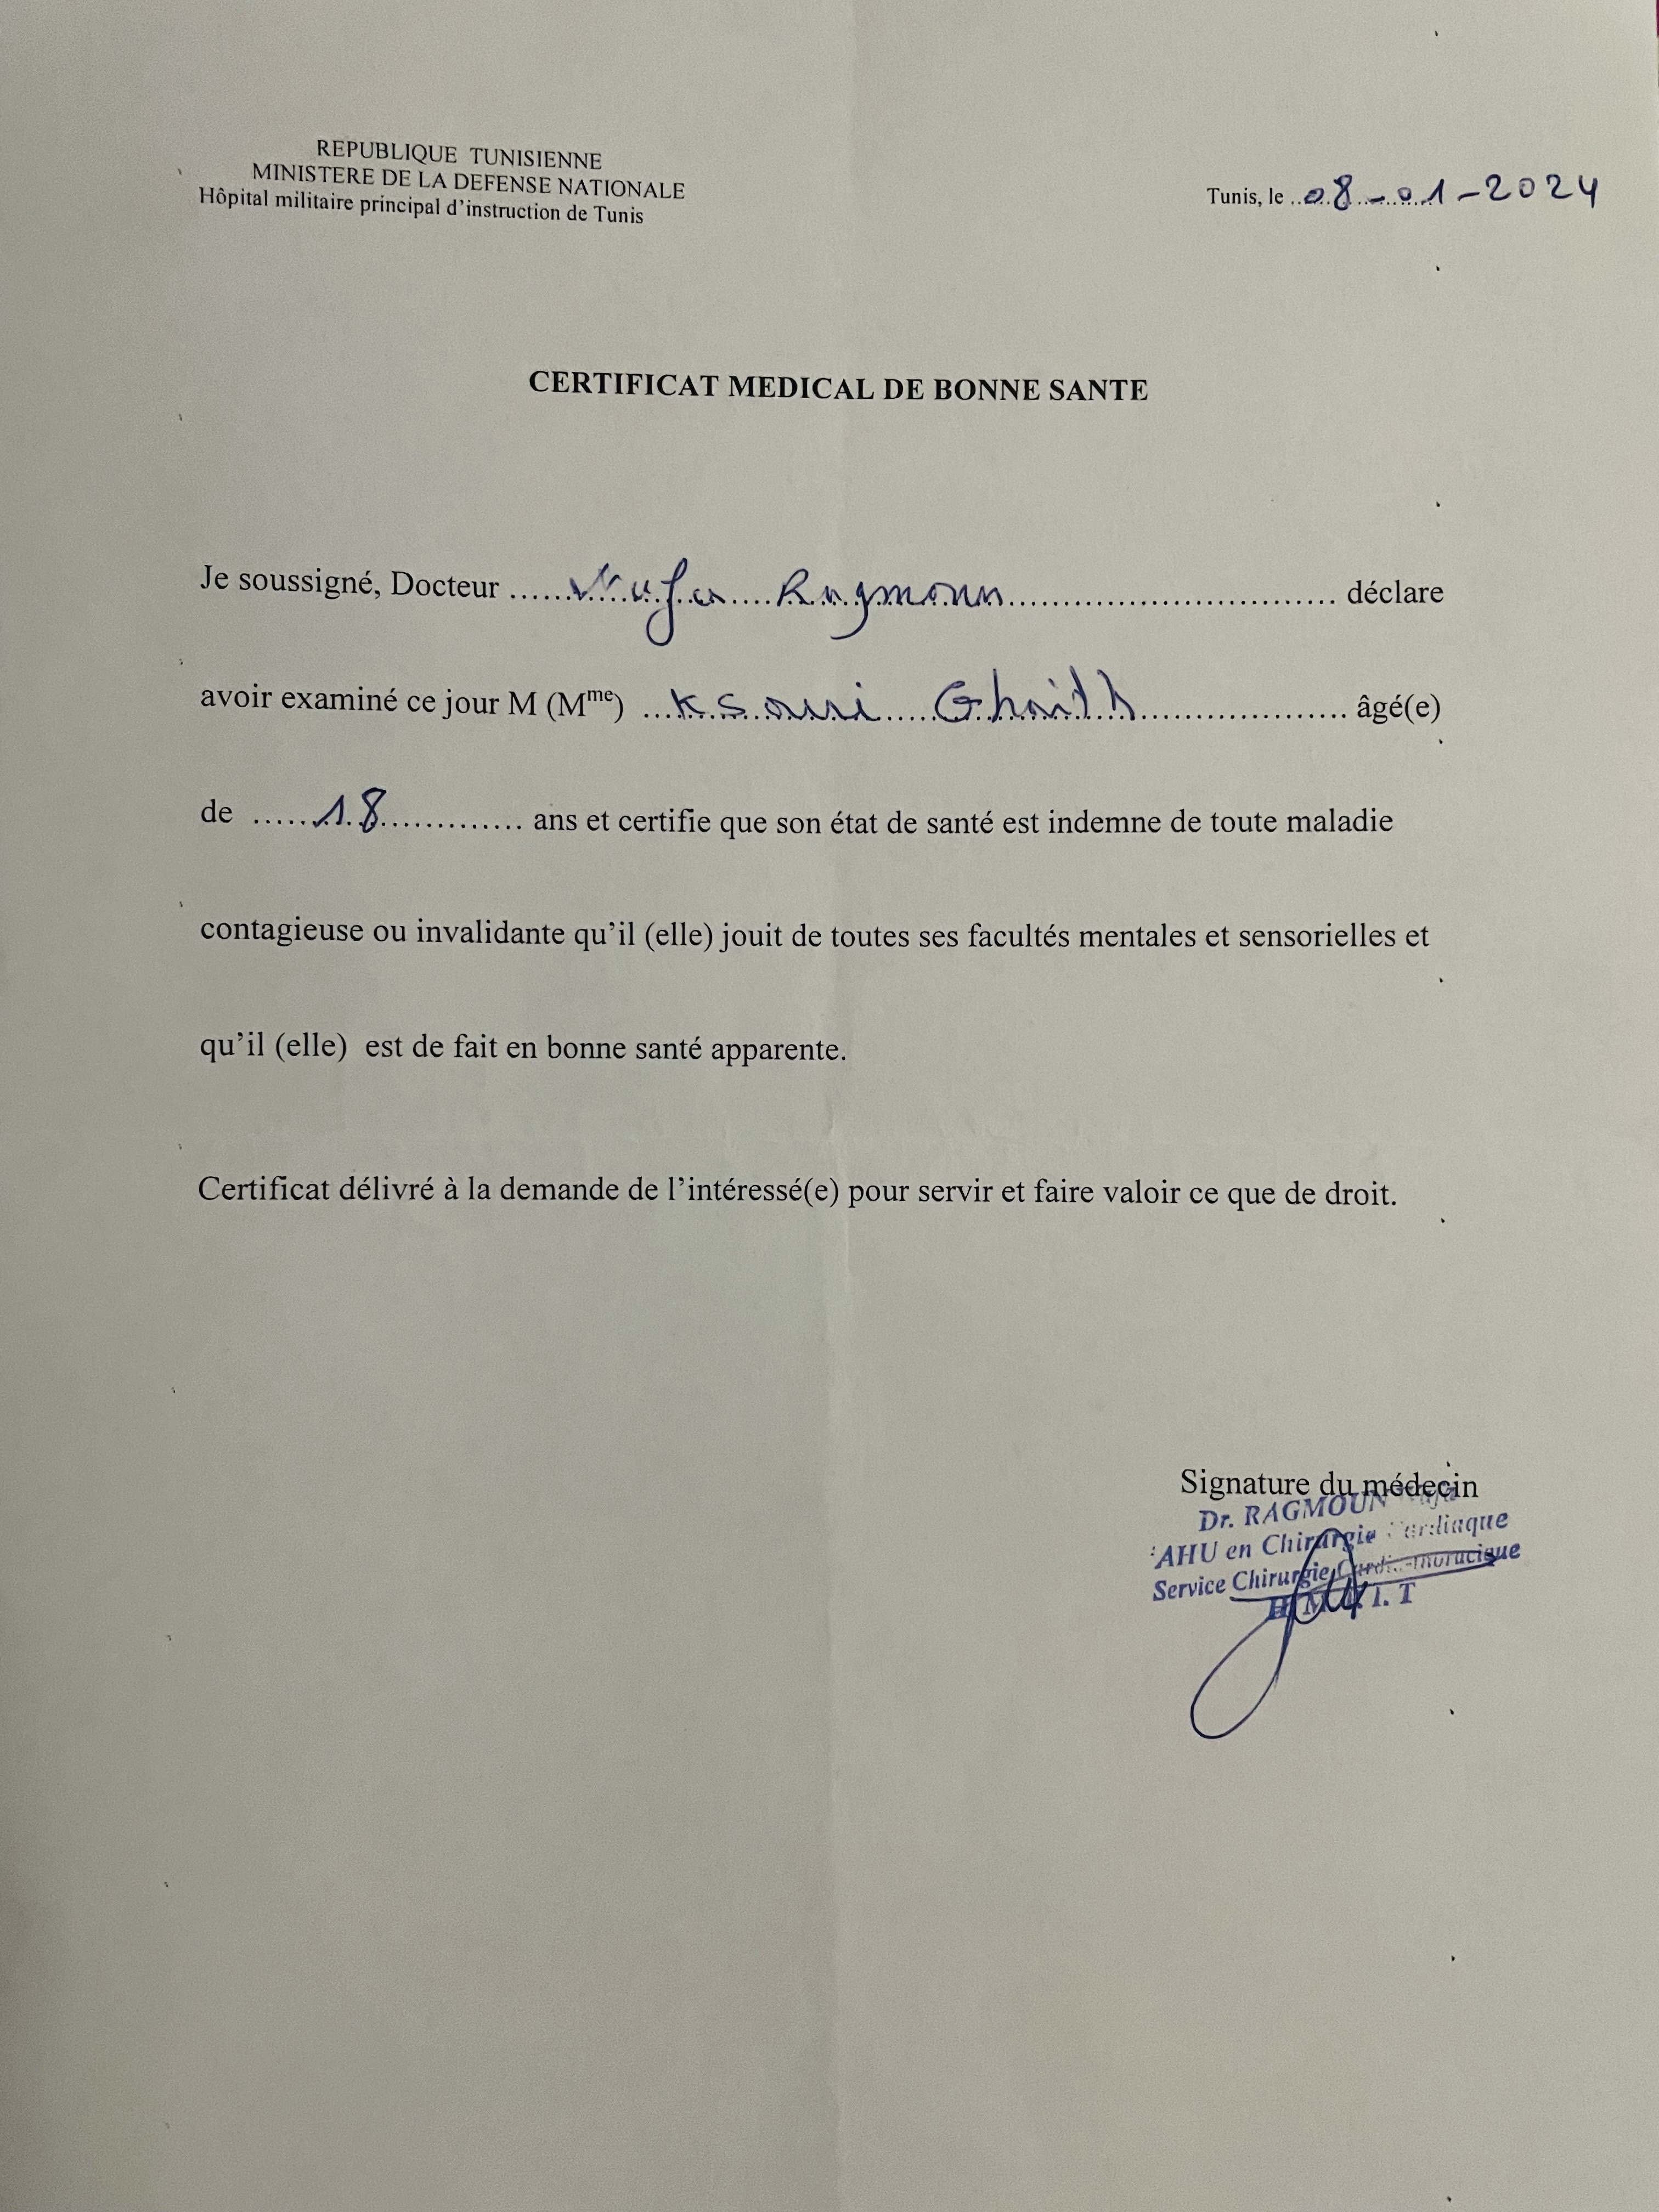 REPUBLIQUE TUNISIENNE
MINISTERE DE LA DEFENSE NATIONALE
Hôpital militaire principal d'instruction de Tunis
Tunis, le ..08-01-2024
CERTIFICAT MEDICAL DE BONNE SANTE
Je soussigné, Docteur ...... Ragmoun ...... déclare
avoir examiné ce jour M (Mme) ... Ksouri Ghaith ...... âgé(e)
de ..... 18 ............. ans et certifie que son état de santé est indemne de toute maladie
contagieuse ou invalidante qu'il (elle) jouit de toutes ses facultés mentales et sensorielles et
qu'il (elle) est de fait en bonne santé apparente.
Certificat délivré à la demande de l'intéressé(e) pour servir et faire valoir ce que de droit.
Signature du médecin
Dr. RAGMOUN
AHU en Chirurgie Cardiaque
Service Chirurgie Cardio-Thoracique
H.M.P.I.T